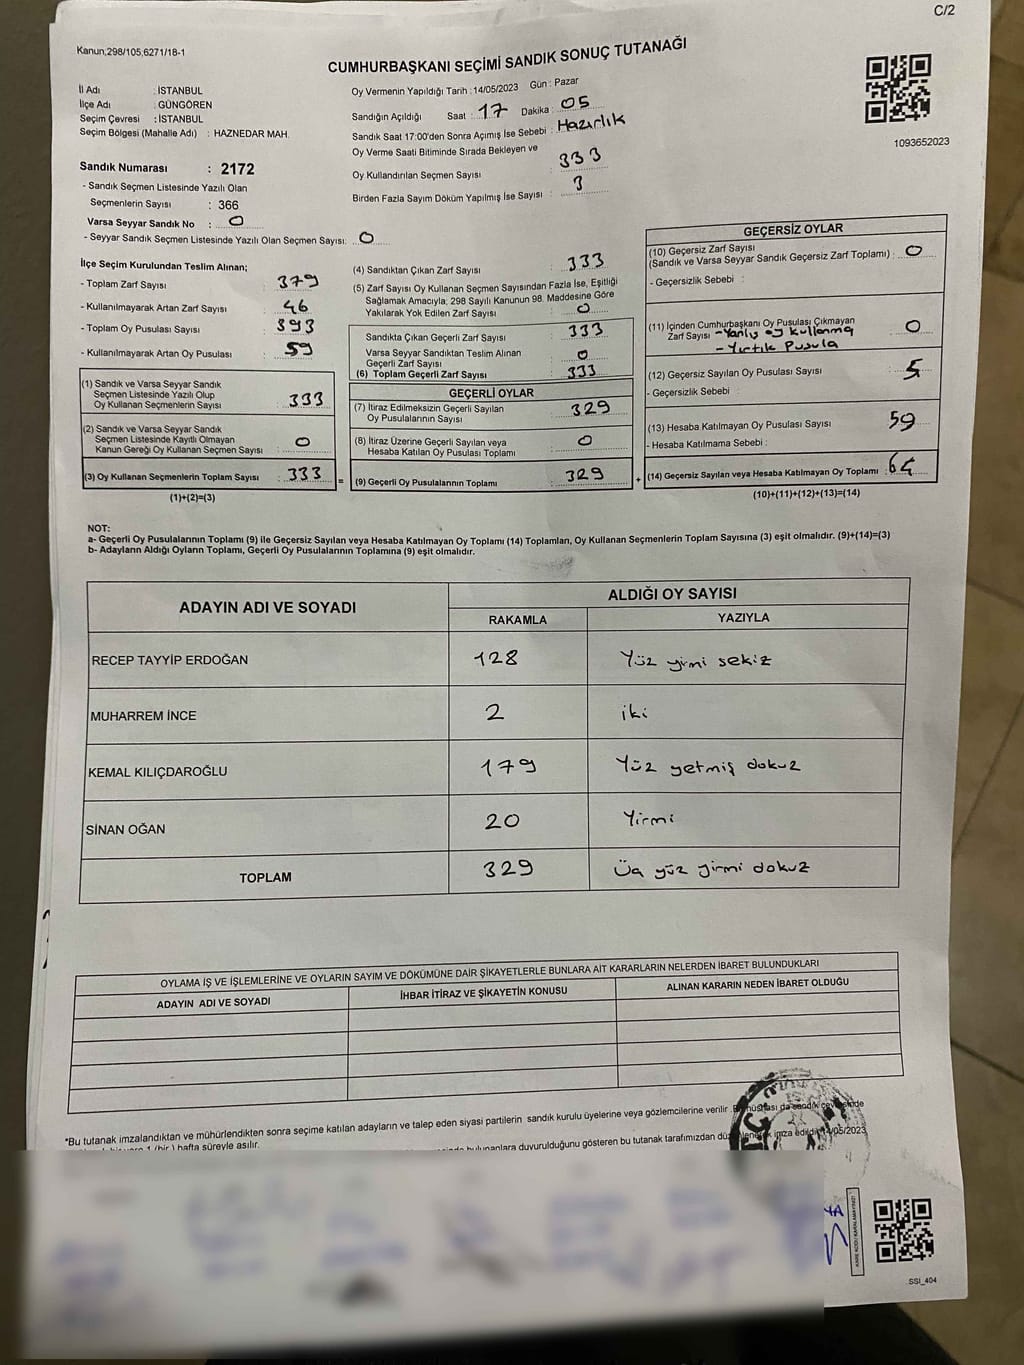 C/2
Kanun;298/105,6271/18-1
CUMHURBAŞKANI SEÇİMİ SANDIK SONUÇ TUTANAĞI
İl Adı : İSTANBUL
İlçe Adı : GÜNGÖREN
Seçim Çevresi : İSTANBUL
Seçim Bölgesi (Mahalle Adı) : HAZNEDAR MAH.
Oy Vermenin Yapıldığı Tarih : 14/05/2023 Gün : Pazar
Sandığın Açıldığı Saat : 17 Dakika : 05
Sandık Saat 17:00'den Sonra Açımış İse Sebebi : Hazırlık
Oy Verme Saati Bitiminde Sırada Bekleyen ve
Oy Kullandırılan Seçmen Sayısı : 333
Birden Fazla Sayım Döküm Yapılmış İse Sayısı : 3
1093652023
Sandık Numarası : 2172
- Sandık Seçmen Listesinde Yazılı Olan
Seçmenlerin Sayısı : 366
Varsa Seyyar Sandık No : 0
- Seyyar Sandık Seçmen Listesinde Yazılı Olan Seçmen Sayısı: 0
İlçe Seçim Kurulundan Teslim Alınan;
- Toplam Zarf Sayısı : 379
- Kullanılmayarak Artan Zarf Sayısı : 46
- Toplam Oy Pusulası Sayısı : 393
- Kullanılmayarak Artan Oy Pusulası : 59
(1) Sandık ve Varsa Seyyar Sandık
Seçmen Listesinde Yazılı Olup
Oy Kullanan Seçmenlerin Sayısı : 333
(2) Sandık ve Varsa Seyyar Sandık
Seçmen Listesinde Kayıtlı Olmayan
Kanun Gereği Oy Kullanan Seçmen Sayısı : 0
(3) Oy Kullanan Seçmenlerin Toplam Sayısı : 333 =
(1)+(2)=(3)
(4) Sandıktan Çıkan Zarf Sayısı : 333
(5) Zarf Sayısı Oy Kullanan Seçmen Sayısından Fazla İse, Eşitliği
Sağlamak Amacıyla, 298 Sayılı Kanunun 98. Maddesine Göre
Yakılarak Yok Edilen Zarf Sayısı : 0
Sandıkta Çıkan Geçerli Zarf Sayısı : 333
Varsa Seyyar Sandıktan Teslim Alınan
Geçerli Zarf Sayısı : 0
(6) Toplam Geçerli Zarf Sayısı : 333
GEÇERLİ OYLAR
(7) İtiraz Edilmeksizin Geçerli Sayılan
Oy Pusulalarının Sayısı : 329
(8) İtiraz Üzerine Geçerli Sayılan veya
Hesaba Katılan Oy Pusulası Toplamı : 0
(9) Geçerli Oy Pusulalarının Toplamı : 329 +
GEÇERSİZ OYLAR
(10) Geçersiz Zarf Sayısı
(Sandık ve Varsa Seyyar Sandık Geçersiz Zarf Toplamı) : 0
- Geçersizlik Sebebi :
(11) İçinden Cumhurbaşkanı Oy Pusulası Çıkmayan
Zarf Sayısı : 0
- Yanlış oy kullanma
- Yırtık Pusula
(12) Geçersiz Sayılan Oy Pusulası Sayısı : 5
- Geçersizlik Sebebi :
(13) Hesaba Katılmayan Oy Pusulası Sayısı : 59
- Hesaba Katılmama Sebebi :
(14) Geçersiz Sayılan veya Hesaba Katılmayan Oy Toplamı : 64
(10)+(11)+(12)+(13)=(14)
NOT:
a- Geçerli Oy Pusulalarının Toplamı (9) ile Geçersiz Sayılan veya Hesaba Katılmayan Oy Toplamı (14) Toplamları, Oy Kullanan Seçmenlerin Toplam Sayısına (3) eşit olmalıdır. (9)+(14)=(3)
b- Adayların Aldığı Oyların Toplamı, Geçerli Oy Pusulalarının Toplamına (9) eşit olmalıdır.
ADAYIN ADI VE SOYADI ALDIĞI OY SAYISI
RAKAMLA YAZIYLA
RECEP TAYYİP ERDOĞAN 128 Yüz yirmi sekiz
MUHARREM İNCE 2 iki
KEMAL KILIÇDAROĞLU 179 Yüz yetmiş dokuz
SİNAN OĞAN 20 Yirmi
TOPLAM 329 Üç yüz yirmi dokuz
OYLAMA İŞ VE İŞLEMLERİNE VE OYLARIN SAYIM VE DÖKÜMÜNE DAİR ŞİKAYETLERLE BUNLARA AİT KARARLARIN NELERDEN İBARET BULUNDUKLARI
ADAYIN ADI VE SOYADI İHBAR İTİRAZ VE ŞİKAYETİN KONUSU ALINAN KARARIN NEDEN İBARET OLDUĞU
*Bu tutanak imzalandıktan ve mühürlendikten sonra seçime katılan adayların ve talep eden siyasi partilerin sandık kurulu üyelerine veya gözlemcilerine verilir. Bir nüshası da sandık çevresinde
1 (bir) hafta süreyle asılır.
bulunanlara duyurulduğunu gösteren bu tutanak tarafımızdan düzenlenerek imza edildi.14/05/2023
SSİ_404